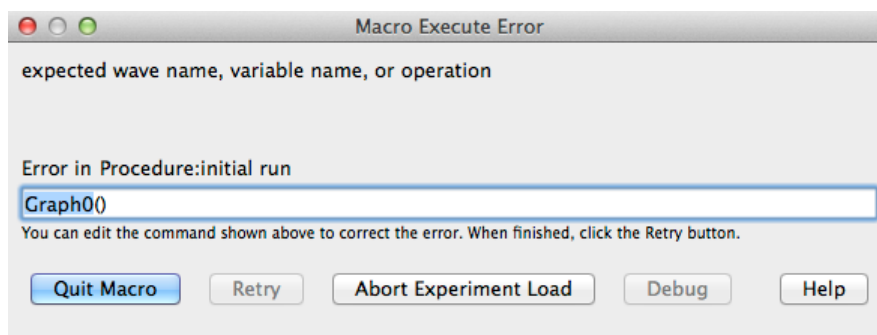 Macro Execute Error
expected wave name, variable name, or operation
Error in Procedure:initial run
Graph0()
You can edit the command shown above to correct the error. When finished, click the Retry button.
Quit Macro Retry Abort Experiment Load Debug Help